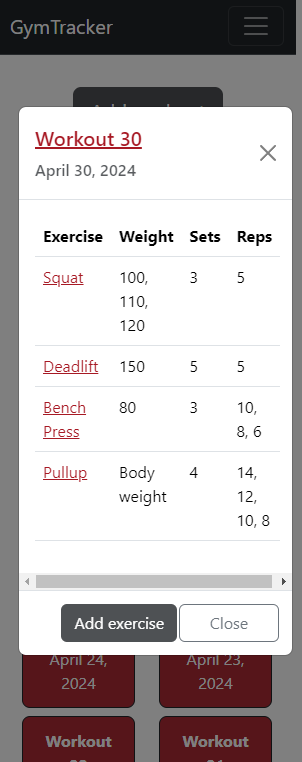 GymTracker
Workout 30
April 30, 2024
Exercise Weight Sets Reps
Squat 100, 3 5
110,
120
Deadlift 150 5 5
Bench 80 3 10,
Press 8, 6
Pullup Body 4 14,
weight 12,
10, 8
Add exercise Close
April 24, April 23,
2024 2024
Workout Workout